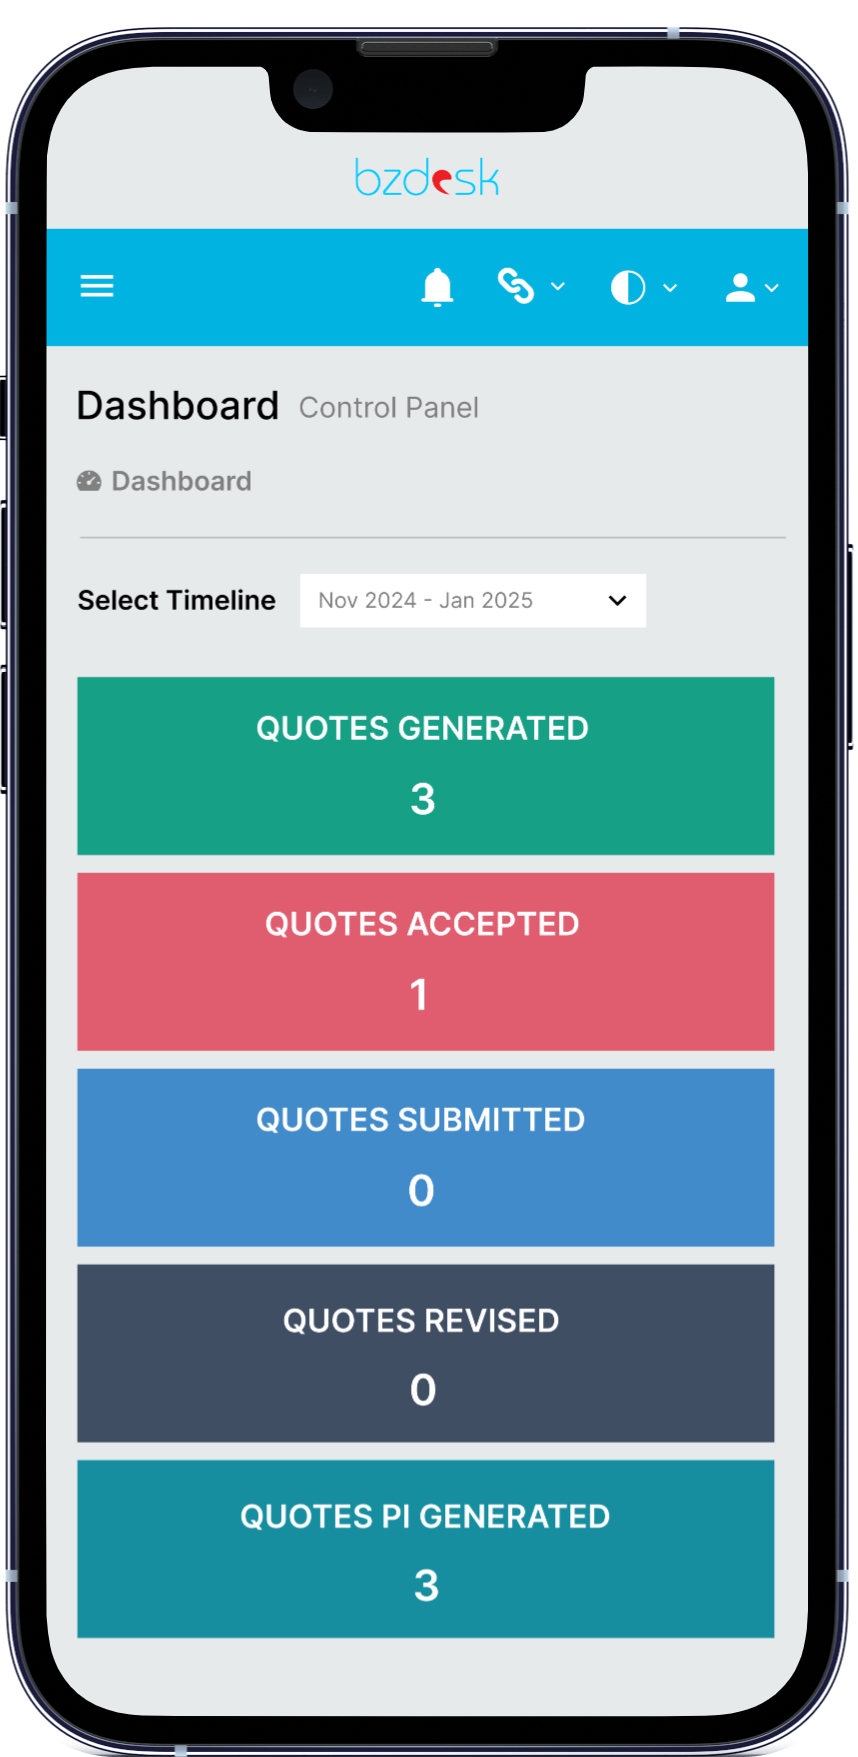 bzdesk
Dashboard Control Panel
Dashboard
Select Timeline Nov 2024 - Jan 2025
QUOTES GENERATED
3
QUOTES ACCEPTED
1
QUOTES SUBMITTED
0
QUOTES REVISED
0
QUOTES PI GENERATED
3